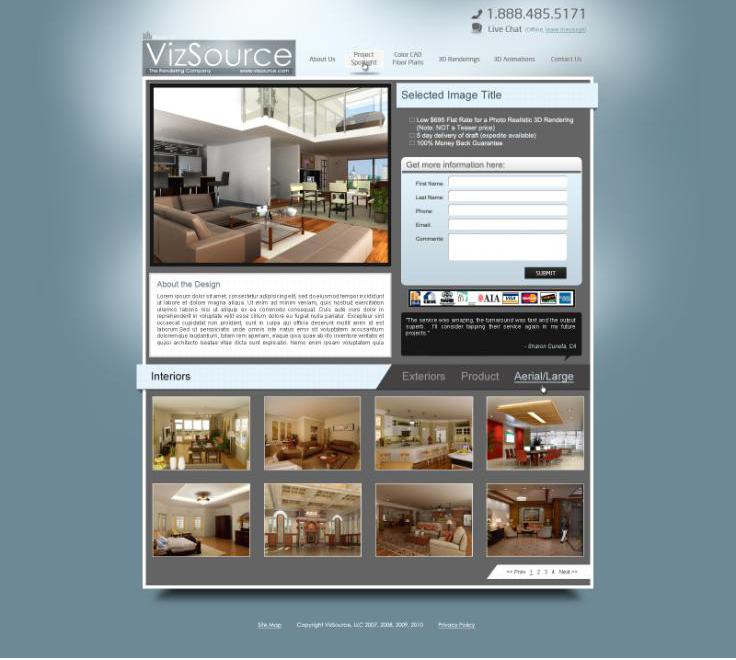 1.888.485.5171
Live Chat (Offline, leave message)
VizSource
The Rendering Company www.vizsource.com
About Us Project Spotlight Color CAD Floor Plans 3D Renderings 3D Animations Contact Us
Selected Image Title
Low $695 Flat Rate for a Photo Realistic 3D Rendering
(Note: NOT a Teaser price)
5 day delivery of draft (expedite available)
100% Money Back Guarantee
Get more information here:
First Name:
Last Name:
Phone:
Email:
Comments:
SUBMIT
AIA VISA
About the Design
Lorem ipsum dolor sit amet, consectetur adipisicing elit, sed do eiusmod tempor incididunt
ut labore et dolore magna aliqua. Ut enim ad minim veniam, quis nostrud exercitation
ullamco laboris nisi ut aliquip ex ea commodo consequat. Duis aute irure dolor in
reprehenderit in voluptate velit esse cillum dolore eu fugiat nulla pariatur. Excepteur sint
occaecat cupidatat non proident, sunt in culpa qui officia deserunt mollit anim id est
laborum.Sed ut perspiciatis unde omnis iste natus error sit voluptatem accusantium
doloremque laudantium, totam rem aperiam, eaque ipsa quae ab illo inventore veritatis et
quasi architecto beatae vitae dicta sunt explicabo. Nemo enim ipsam voluptatem quia
"The service was amazing, the turnaround was fast and the output
superb. I'll consider tapping their service again in my future
projects."
Interiors Exteriors Product Aerial/Large
<< Prev 1 2 3 4 Next >>
Site Map Copyright VizSource, LLC 2007, 2008, 2009, 2010 Privacy Policy